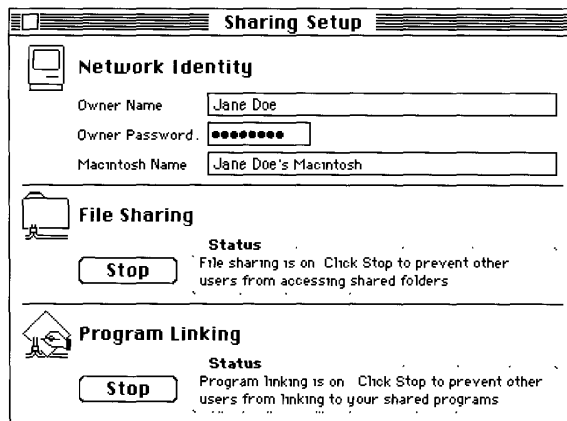 Sharing Setup
Network Identity
Owner Name Jane Doe
Owner Password. ●●●●●●●●
Macintosh Name Jane Doe's Macintosh
File Sharing
Status
Stop File sharing is on Click Stop to prevent other
users from accessing shared folders
Program Linking
Status
Stop Program linking is on Click Stop to prevent other
users from linking to your shared programs